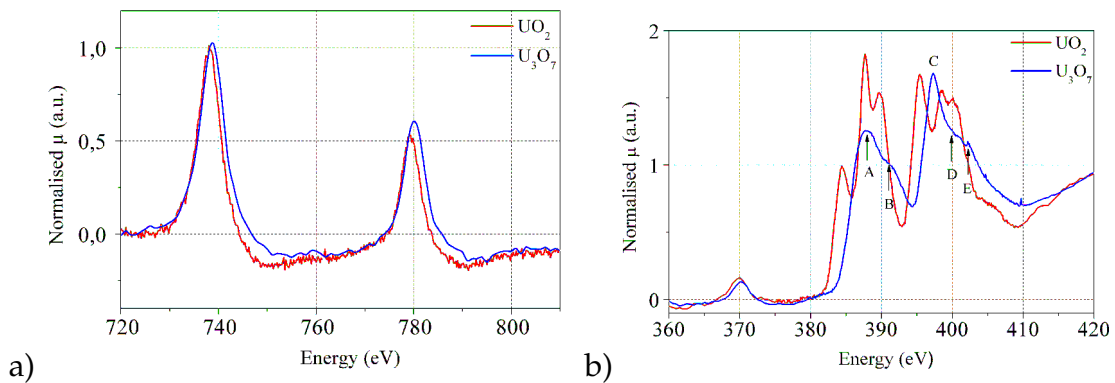 UO2
U3O7
1,0
0,5
0,0
Normalised μ (a.u.)
720 740 760 780 800
Energy (eV)
a)
UO2
U3O7
2
1
0
Normalised μ (a.u.)
A
B
C
D
E
360 370 380 390 400 410 420
Energy (eV)
b)